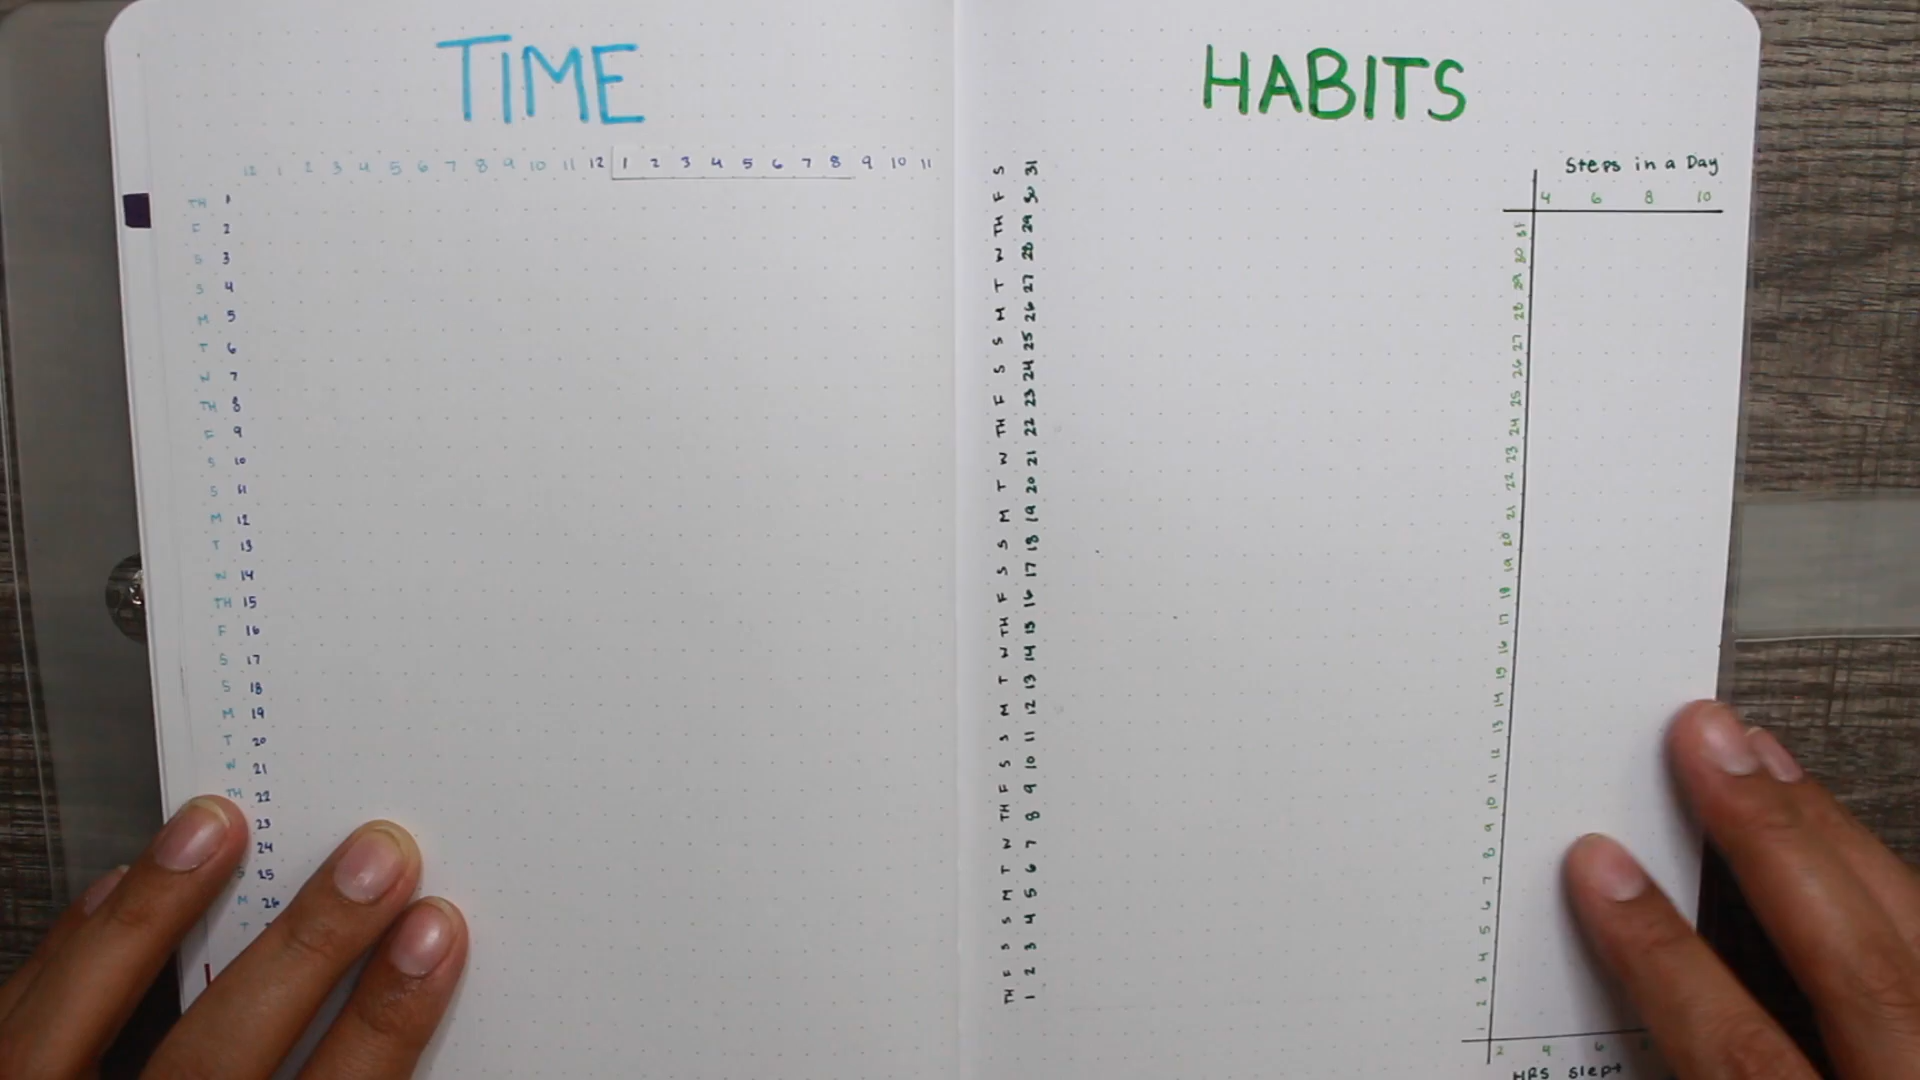 TIME
12 1 2 3 4 5 6 7 8 9 10 11 12 1 2 3 4 5 6 7 8 9 10 11
TH 1
F 2
S 3
S 4
M 5
T 6
W 7
TH 8
F 9
S 10
S 11
M 12
T 13
W 14
TH 15
F 16
S 17
S 18
M 19
T 20
W 21
TH 22
23
24
S 25
M 26
T
HABITS
TH F S S M T W TH F S S M T W TH F S S M T W TH F S S M T W TH F S
1 2 3 4 5 6 7 8 9 10 11 12 13 14 15 16 17 18 19 20 21 22 23 24 25 26 27 28 29 30 31
Steps in a Day
4 6 8 10
1 2 3 4 5 6 7 8 9 10 11 12 13 14 15 16 17 18 19 20 21 22 23 24 25 26 27 28 29 30 31
2 4 6
HRS slept